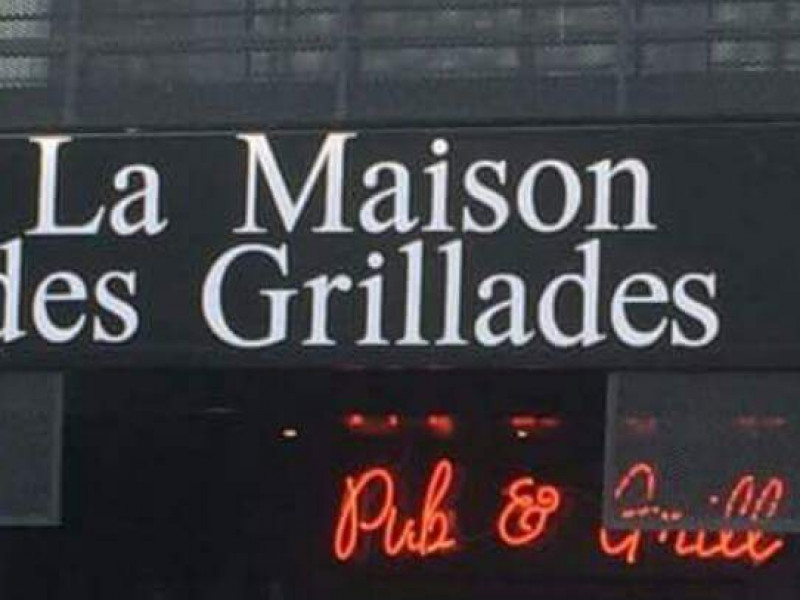 La Maison
des Grillades
Pub & Grill